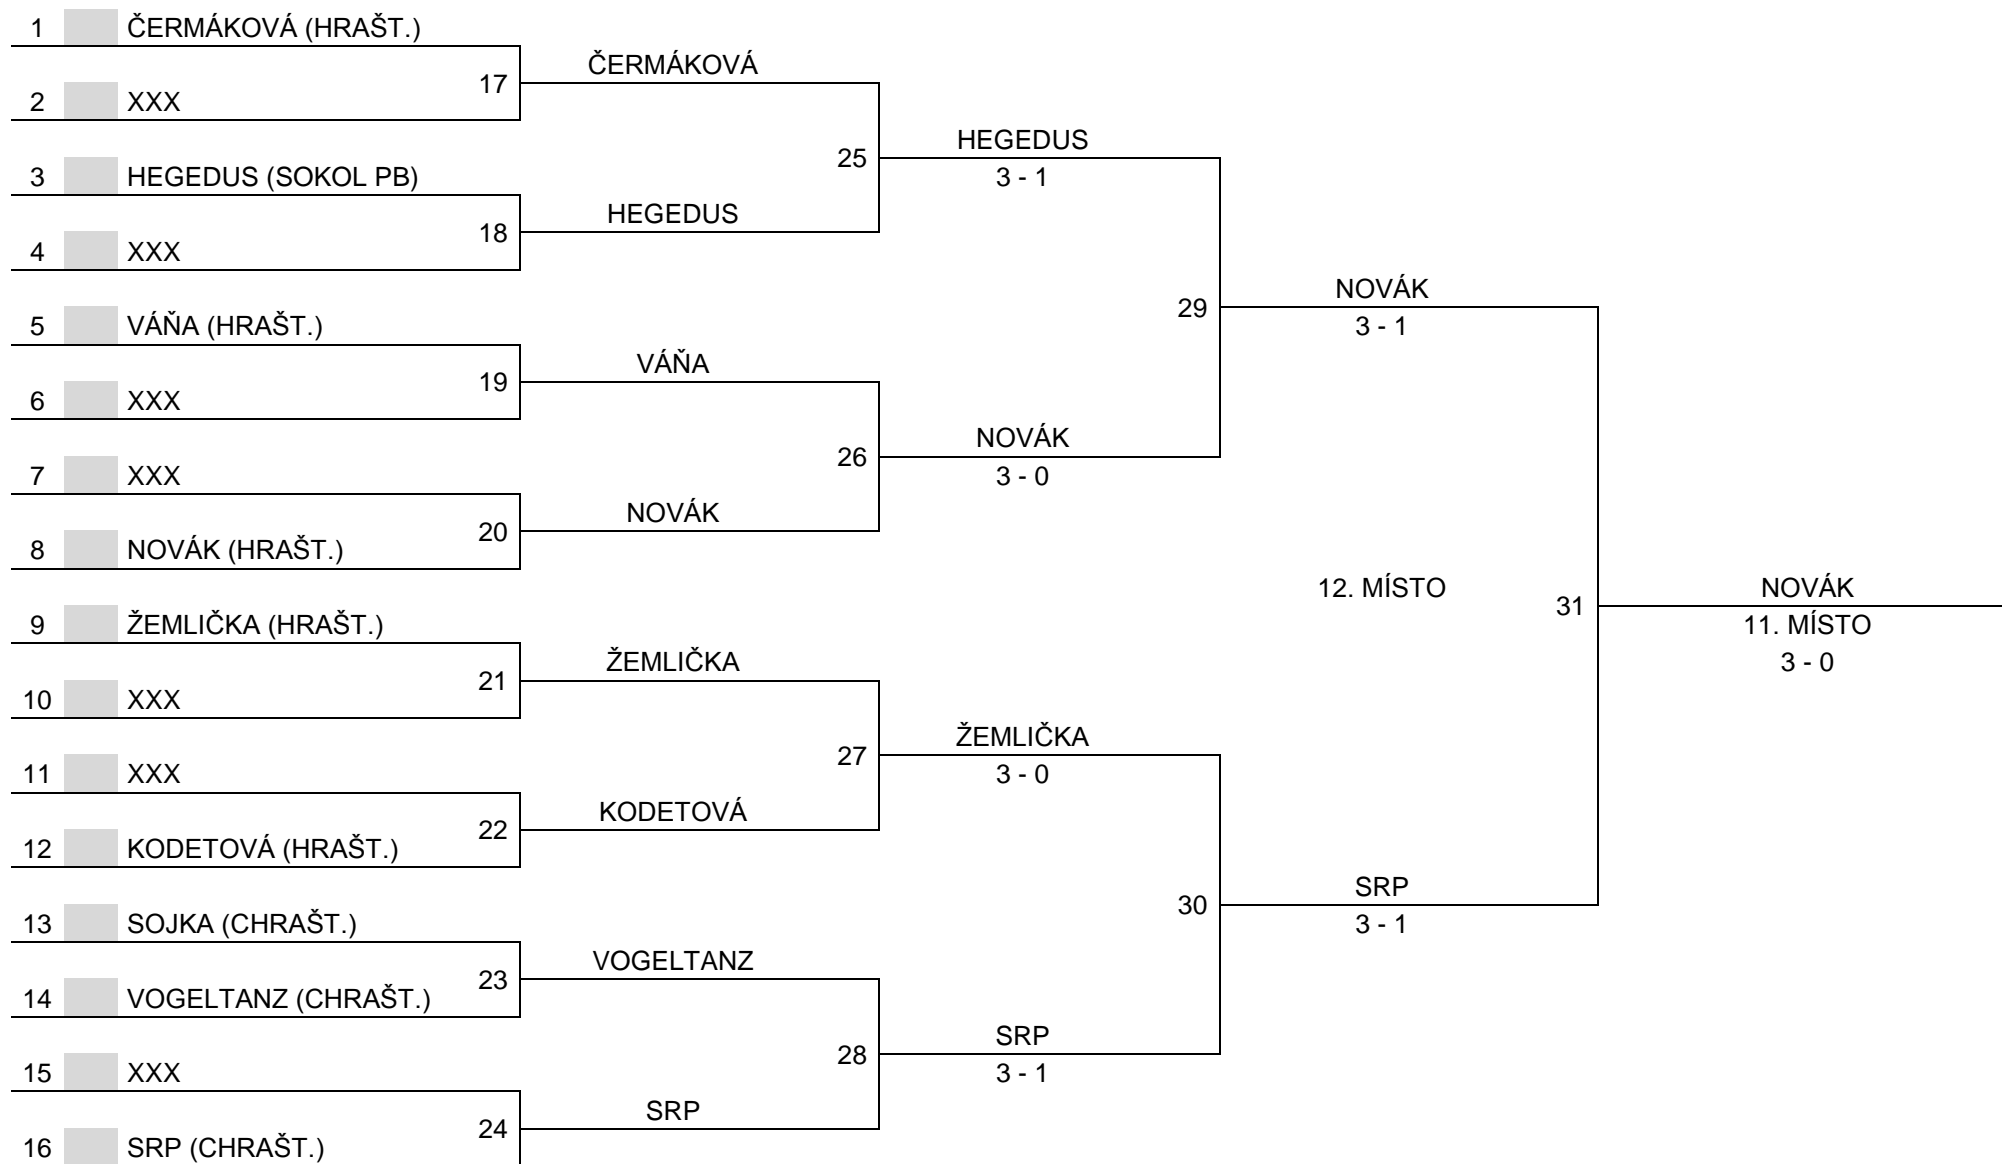 1 ČERMÁKOVÁ (HRAŠT.)
ČERMÁKOVÁ
17
2 XXX
HEGEDUS
25
3 HEGEDUS (SOKOL PB)
3 - 1
HEGEDUS
18
4 XXX
NOVÁK
29
5 VÁŇA (HRAŠT.)
3 - 1
VÁŇA
19
6 XXX
NOVÁK
26
7 XXX
3 - 0
NOVÁK
20
8 NOVÁK (HRAŠT.)
12. MÍSTO
NOVÁK
31
9 ŽEMLIČKA (HRAŠT.)
11. MÍSTO
ŽEMLIČKA
3 - 0
21
10 XXX
ŽEMLIČKA
27
11 XXX
3 - 0
KODETOVÁ
22
12 KODETOVÁ (HRAŠT.)
SRP
30
13 SOJKA (CHRAŠT.)
3 - 1
VOGELTANZ
23
14 VOGELTANZ (CHRAŠT.)
SRP
28
15 XXX
3 - 1
SRP
24
16 SRP (CHRAŠT.)